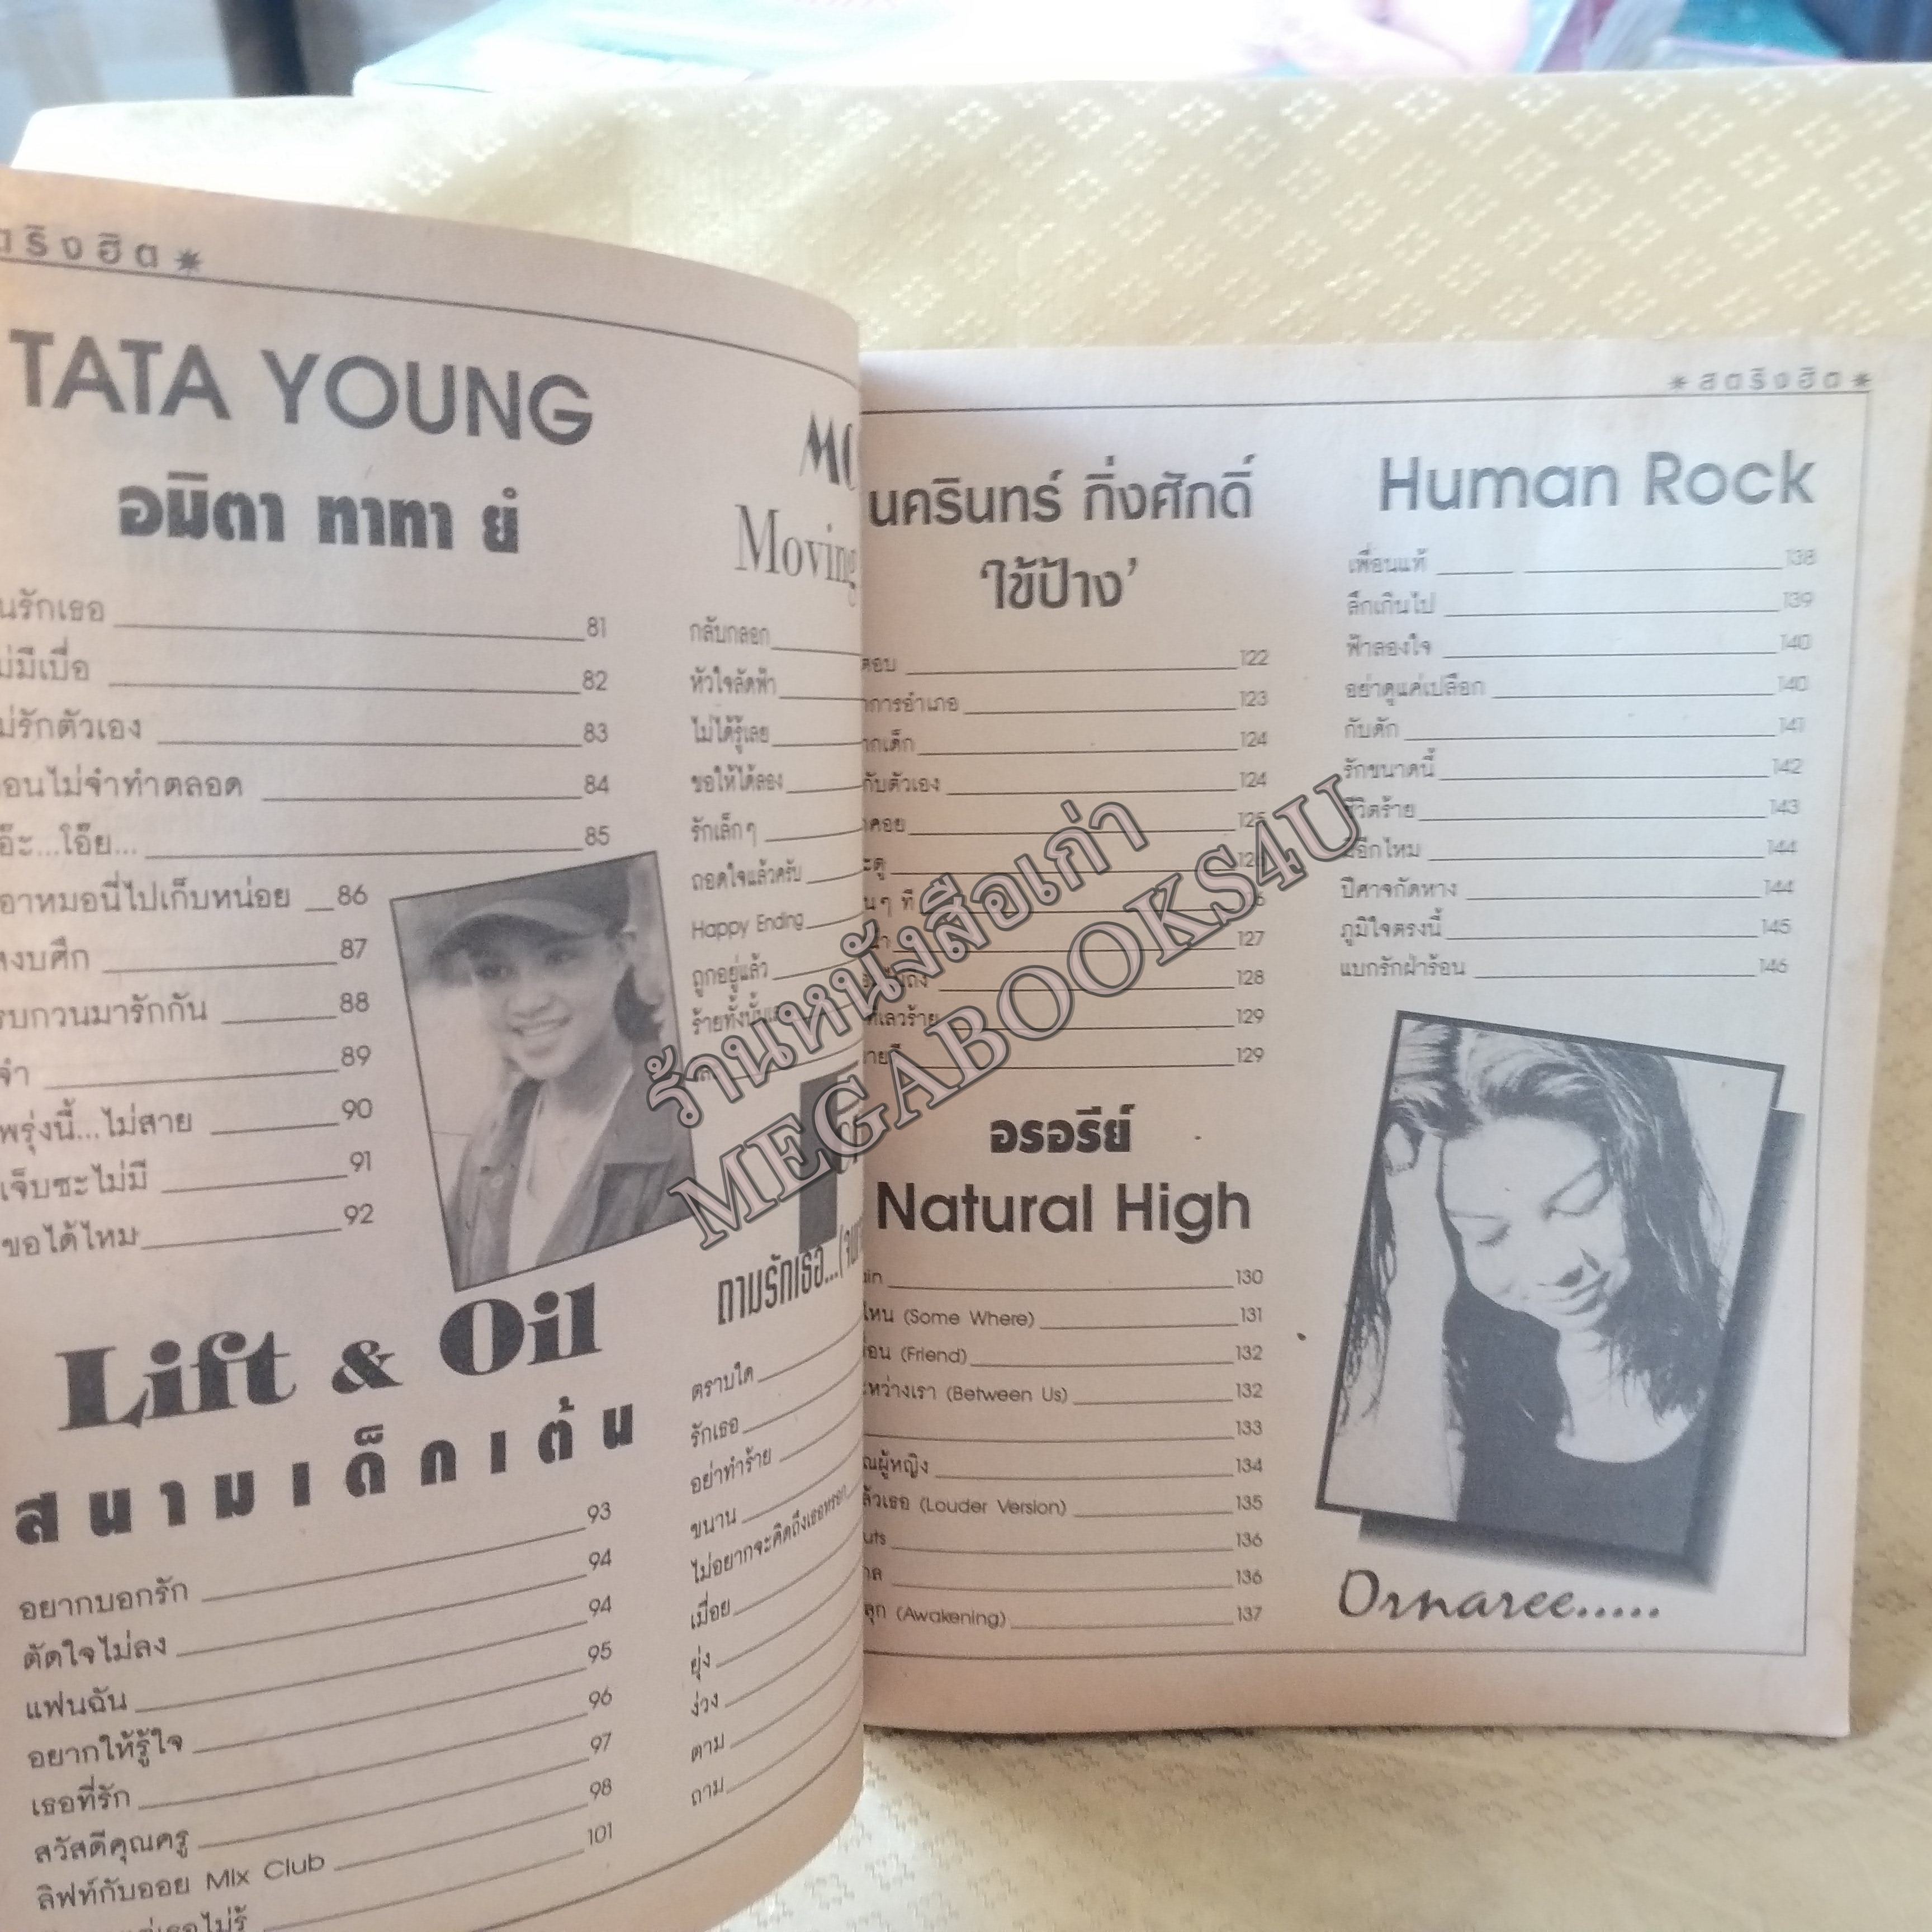 สตริงฮิต *
TATA YOUNG
อมิตา ทาทา ยัง
นรักเธอ 81
ม่มีเบื่อ 82
ม่รักตัวเอง 83
อนไม่จำทำตลอด 84
โอ๊ย... 85
อาหมอนี่ไปเก็บหน่อย 86
สงบศึก 87
รบกวนมารักกัน 88
จำ 89
พรุ่งนี้...ไม่สาย 90
เจ็บซะไม่มี 91
ขอได้ไหม 92
Lift & Oil
สนามเด็กเต้น
93
อยากบอกรัก 94
ตัดใจไม่ลง 94
แฟนฉัน 95
อยากให้รู้ใจ 96
เธอที่รัก 97
สวัสดีคุณครู 98
ลิฟท์กับออย Mix Club 101
Moving
กลับกลอก
หัวใจลัดฟ้า
ไม่ได้รู้เลย
ขอให้ได้ลอง
รักเล็กๆ
ถอดใจแล้วครับ
Happy Ending
ถูกอยู่แล้ว
ถามรักเธอ...
ตราบใด
รักเธอ
อย่าทำร้าย
ขนาน
ไม่อยากจะคิดถึงเธอหรอก
เมื่อย
ยุ่ง
ง่วง
ตาม
ถาม
* สตริงฮิต *
นครินทร์ กิ่งศักดิ์
'ใข้ป้าง'
ตอบ 122
การอำเภอ 123
ากเด็ก 124
กับตัวเอง 124
คอย 125
127
128
ที่เลวร้าย 129
129
อรอรีย์
Natural High
130
ไหน (Some Where) 131
อน (Friend) 132
ะหว่างเรา (Between Us) 132
133
ณผู้หญิง 134
ล้วเธอ (Louder Version) 135
uts 136
136
ลุก (Awakening) 137
Human Rock
เพื่อนแท้ 138
ลึกเกินไป 139
ฟ้าลองใจ 140
อย่าดูแค่เปลือก 140
กับดัก 141
รักขนาดนี้ 142
ชีวิตร้าย 143
มีอีกไหม 144
ปีศาจกัดหาง 144
ภูมิใจตรงนี้ 145
แบกรักฝ่าร้อน 146
Ornaree.....
ร้านหนังสือเก่า
MEGABOOKS4U